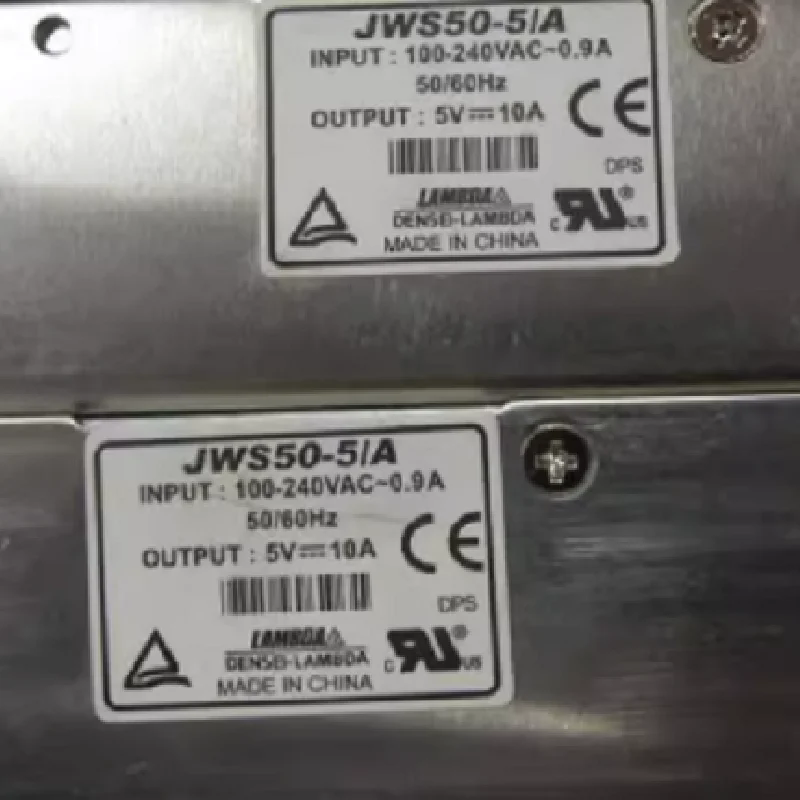 JWS50-5/A
INPUT : 100-240VAC~0.9A
50/60Hz
OUTPUT : 5V⎓10A
CE
DPS
LAMBDA
DENSEI-LAMBDA
MADE IN CHINA
c RU ® US
JWS50-5/A
INPUT : 100-240VAC~0.9A
50/60Hz
OUTPUT : 5V⎓10A
CE
DPS
LAMBDA
DENSEI-LAMBDA
MADE IN CHINA
c RU ® US